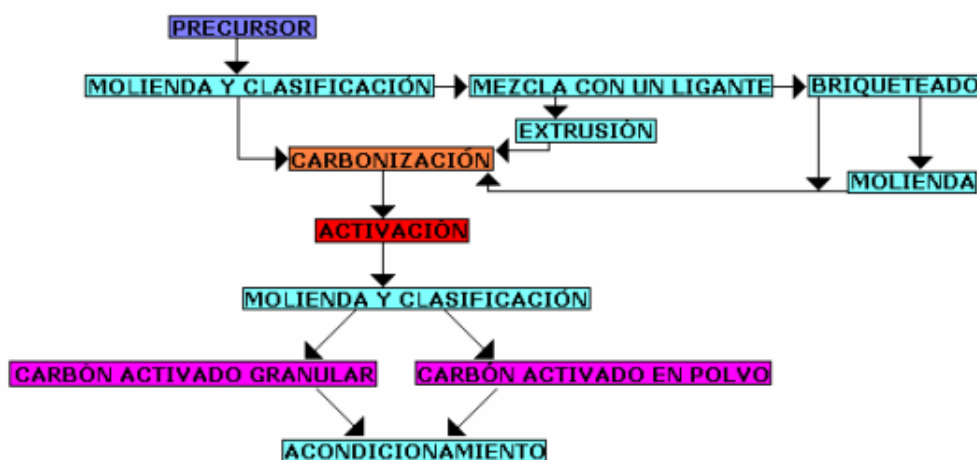 PRECURSOR
MOLIENDA Y CLASIFICACIÓN
MEZCLA CON UN LIGANTE
BRIQUETEADO
EXTRUSIÓN
CARBONIZACIÓN
MOLIENDA
ACTIVACIÓN
MOLIENDA Y CLASIFICACIÓN
CARBÓN ACTIVADO GRANULAR
CARBÓN ACTIVADO EN POLVO
ACONDICIONAMIENTO